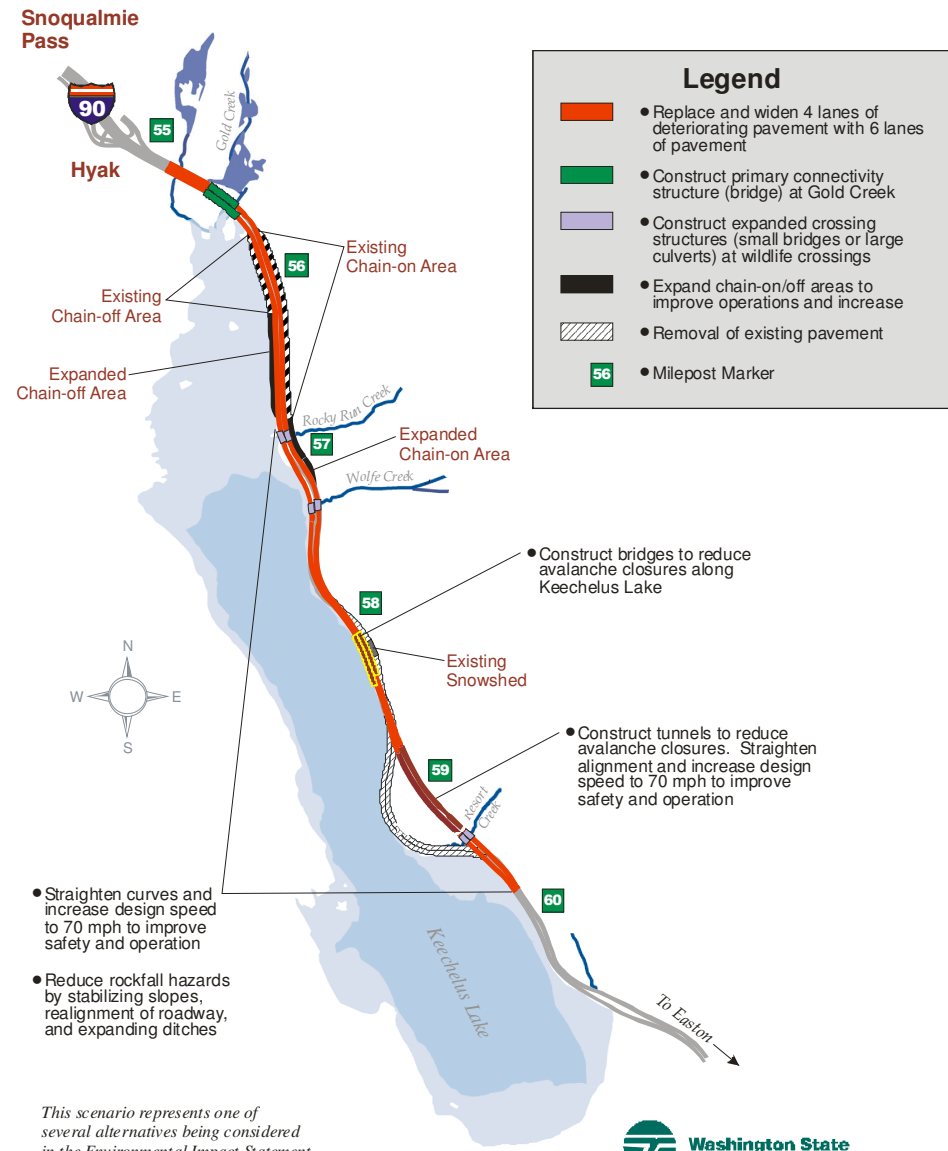 Snoqualmie
Pass
90
55
Gold Creek
Hyak
Legend
• Replace and widen 4 lanes of
deteriorating pavement with 6 lanes
of pavement
• Construct primary connectivity
structure (bridge) at Gold Creek
• Construct expanded crossing
structures (small bridges or large
culverts) at wildlife crossings
• Expand chain-on/off areas to
improve operations and increase
• Removal of existing pavement
56
• Milepost Marker
Existing
Chain-on Area
56
Existing
Chain-off Area
Expanded
Chain-off Area
Rocky Run Creek
57
Expanded
Chain-on Area
Wolfe Creek
• Construct bridges to reduce
avalanche closures along
Keechelus Lake
58
Existing
Snowshed
N
W
E
S
• Construct tunnels to reduce
avalanche closures. Straighten
alignment and increase design
speed to 70 mph to improve
safety and operation
59
Resort
Creek
• Straighten curves and
increase design speed
to 70 mph to improve
safety and operation
60
• Reduce rockfall hazards
by stabilizing slopes,
realignment of roadway,
and expanding ditches
Keechelus Lake
To Easton
This scenario represents one of
several alternatives being considered
in the Environmental Impact Statement
Washington State